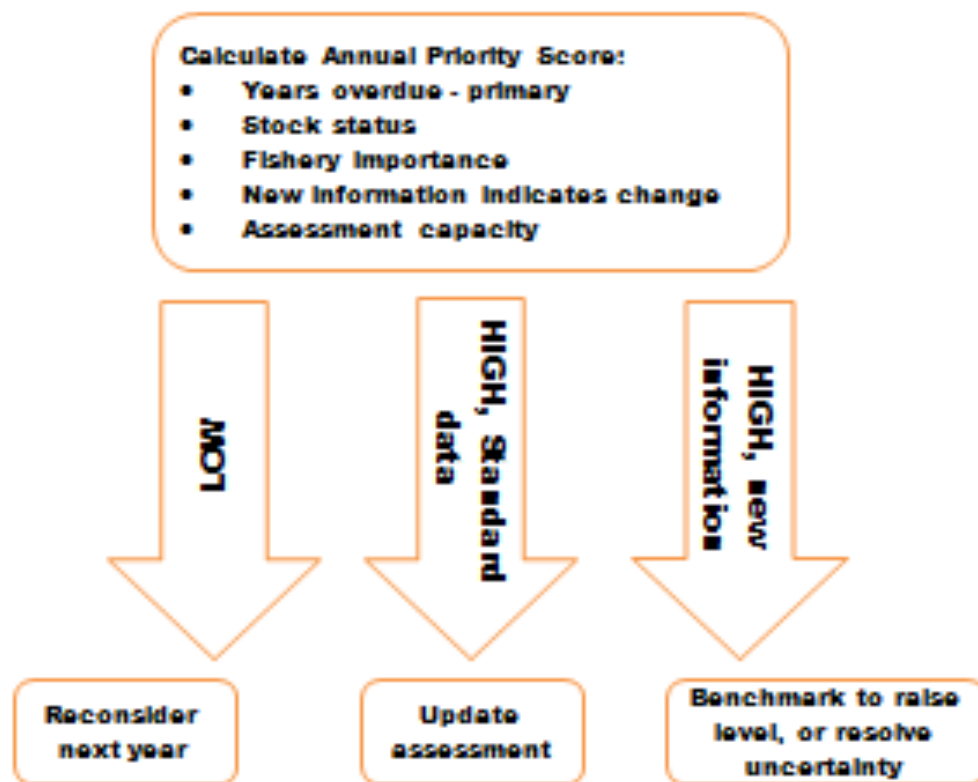 Calculate Annual Priority Score:
• Years overdue - primary
• Stock status
• Fishery Importance
• New Information Indicates change
• Assessment capacity
LOW
HIGH, Standard
data
HIGH, new
information
Reconsider
next year
Update
assessment
Benchmark to raise
level, or resolve
uncertainty